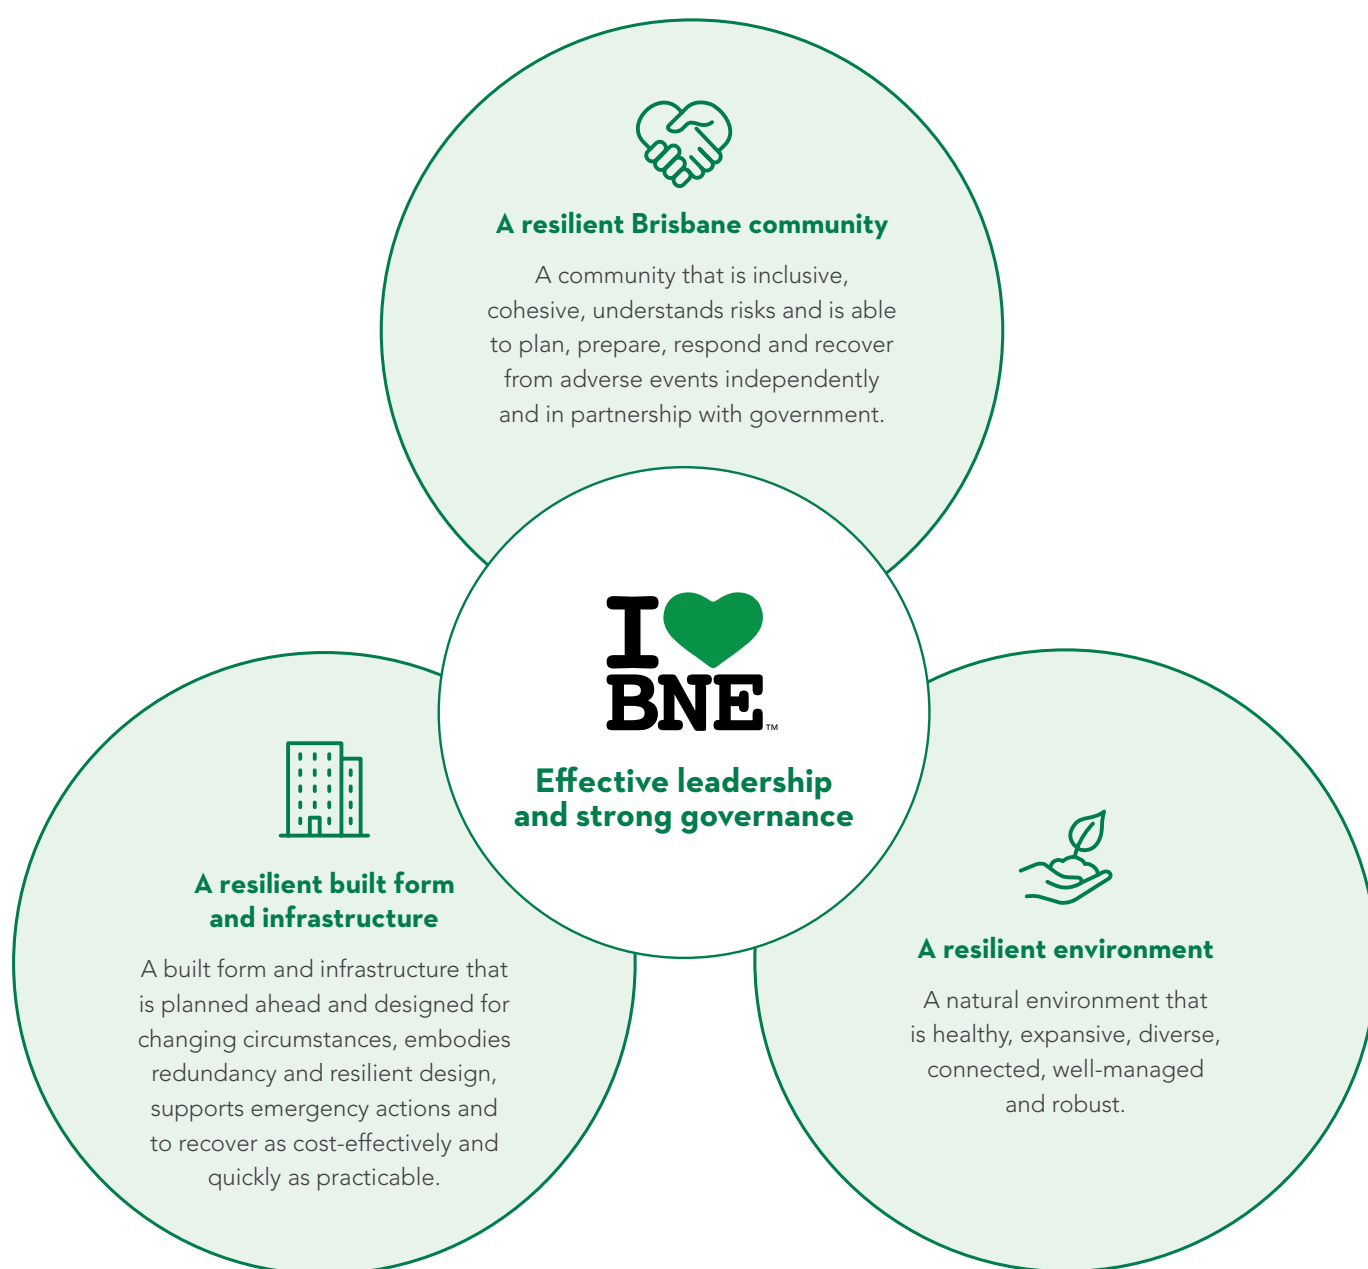 A resilient Brisbane community
A community that is inclusive,
cohesive, understands risks and is able
to plan, prepare, respond and recover
from adverse events independently
and in partnership with government.
I
BNE™
Effective leadership
and strong governance
A resilient built form
and infrastructure
A built form and infrastructure that
is planned ahead and designed for
changing circumstances, embodies
redundancy and resilient design,
supports emergency actions and
to recover as cost-effectively and
quickly as practicable.
A resilient environment
A natural environment that
is healthy, expansive, diverse,
connected, well-managed
and robust.